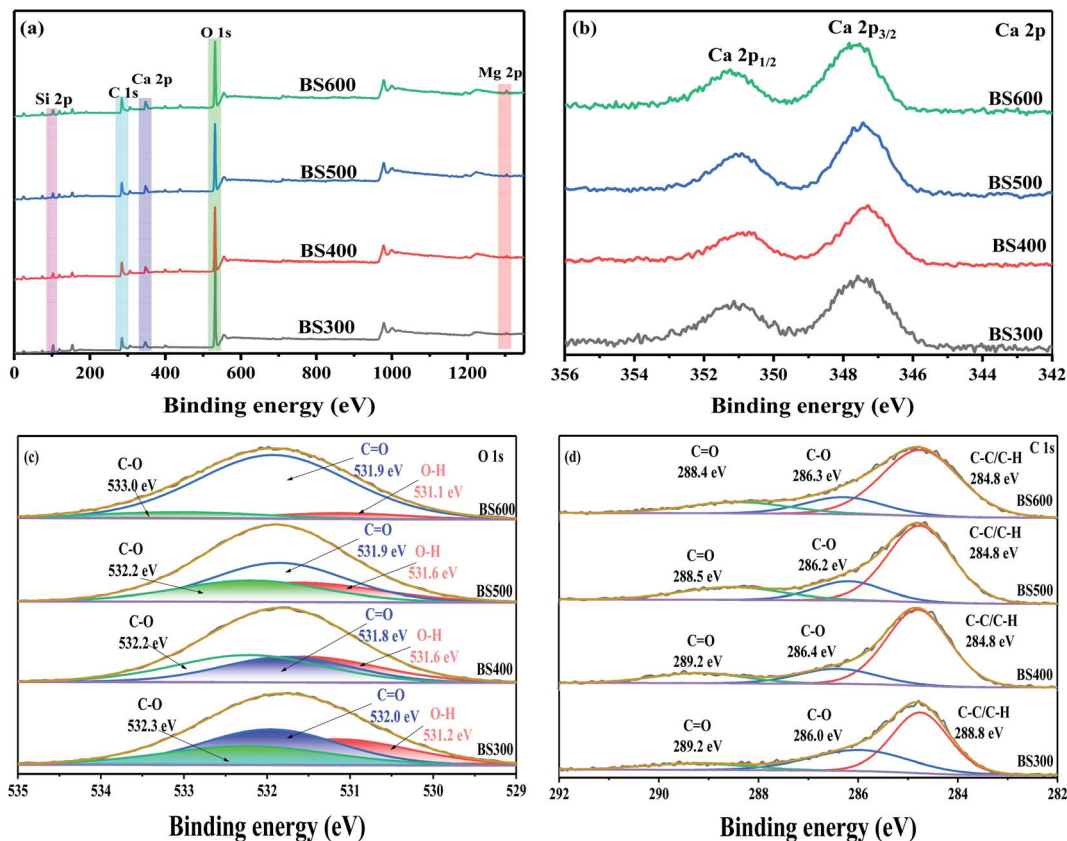 (a)
O 1s
Si 2p
C 1s
Ca 2p
Mg 2p
BS600
BS500
BS400
BS300
0 200 400 600 800 1000 1200
Binding energy (eV)
(b)
Ca 2p
Ca 2p1/2
Ca 2p3/2
BS600
BS500
BS400
BS300
356 354 352 350 348 346 344 342
Binding energy (eV)
(c)
O 1s
C-O
533.0 eV
C=O
531.9 eV
O-H
531.1 eV
BS600
C-O
532.2 eV
C=O
531.9 eV
O-H
531.6 eV
BS500
C-O
532.2 eV
C=O
531.8 eV
O-H
531.6 eV
BS400
C-O
532.3 eV
C=O
532.0 eV
O-H
531.2 eV
BS300
535 534 533 532 531 530 529
Binding energy (eV)
(d)
C 1s
C=O
288.4 eV
C-O
286.3 eV
C-C/C-H
284.8 eV
BS600
C=O
288.5 eV
C-O
286.2 eV
C-C/C-H
284.8 eV
BS500
C=O
289.2 eV
C-O
286.4 eV
C-C/C-H
284.8 eV
BS400
C=O
289.2 eV
C-O
286.0 eV
C-C/C-H
288.8 eV
BS300
292 290 288 286 284 282
Binding energy (eV)